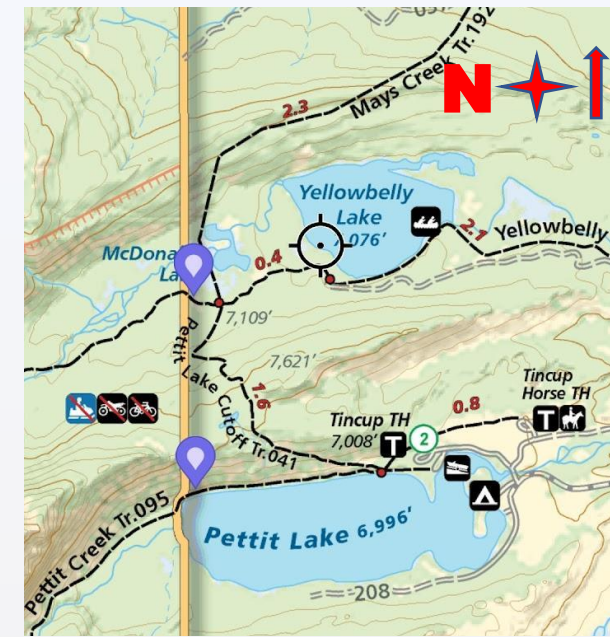 Mays Creek Tr.192
N
2.3
Yellowbelly
Lake
,076'
2.1
Yellowbelly
McDona
La
0.4
7,109'
Pettit Lake Cutoff Tr.041
7,621'
1.6
Tincup
Horse TH
T
0.8
Tincup TH
7,008'
T
2
Pettit Creek Tr.095
Pettit Lake 6,996'
208